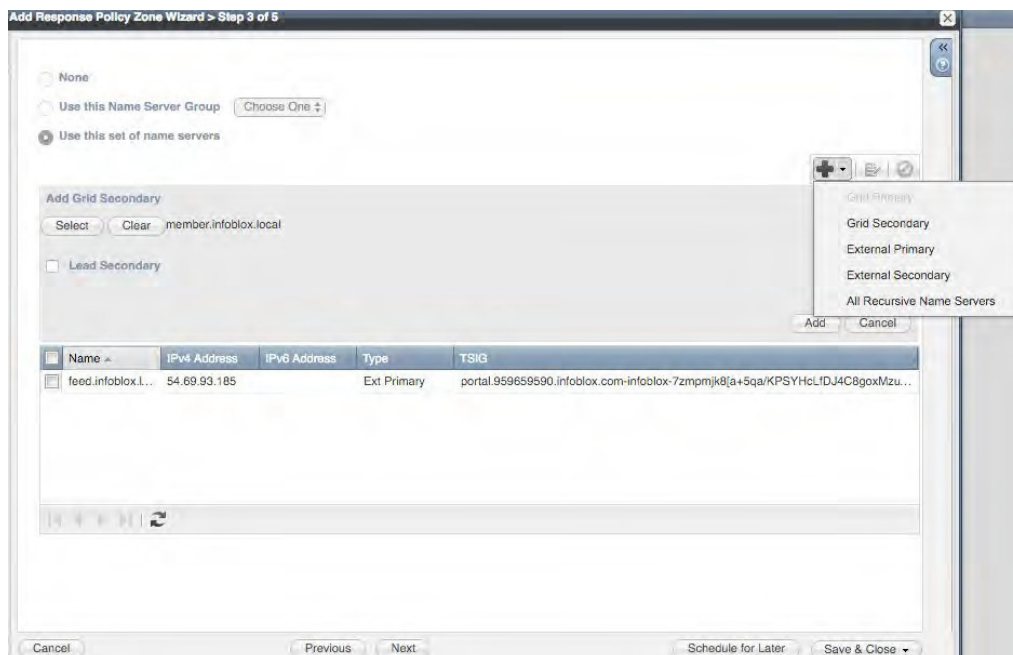 Add Response Policy Zone Wizard > Step 3 of 5
None
Use this Name Server Group Choose One
Use this set of name servers
Grid Primary
Grid Secondary
External Primary
External Secondary
All Recursive Name Servers
Add Grid Secondary
Select Clear member.infoblox.local
Lead Secondary
Add Cancel
Name IPv4 Address IPv6 Address Type TSIG
feed.infoblox.l... 54.69.93.185 Ext Primary portal.959659590.infoblox.com-infoblox-7zmpmjk8[a+5qa/KPSYHcLfDJ4C8goxMzu...
Cancel Previous Next Schedule for Later Save & Close